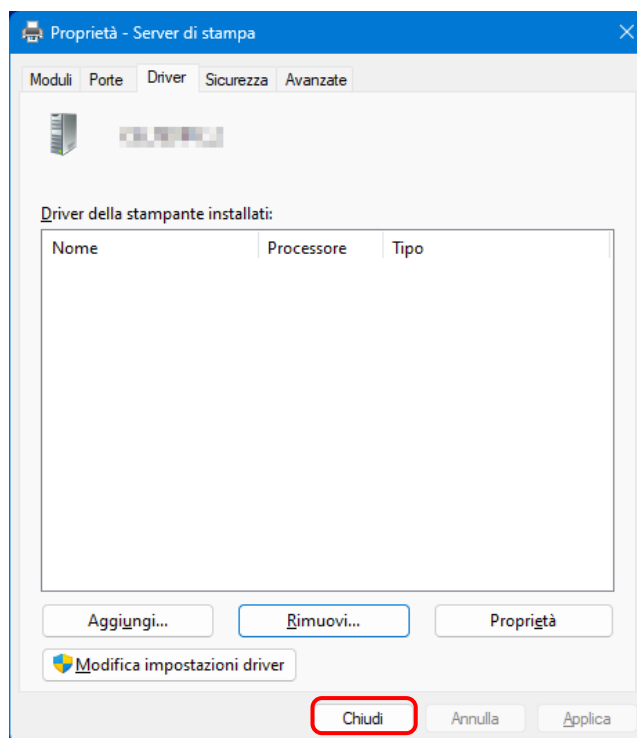 Proprietà - Server di stampa
Moduli Porte Driver Sicurezza Avanzate
Driver della stampante installati:
Nome Processore Tipo
Aggiungi... Rimuovi... Proprietà
Modifica impostazioni driver
Chiudi Annulla Applica